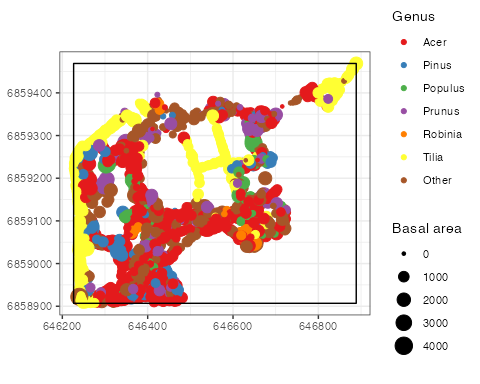 Genus
Acer
Pinus
Populus
Prunus
Robinia
Tilia
Other
Basal area
0
1000
2000
3000
4000
6859400
6859300
6859200
6859100
6859000
6858900
646200
646400
646600
646800